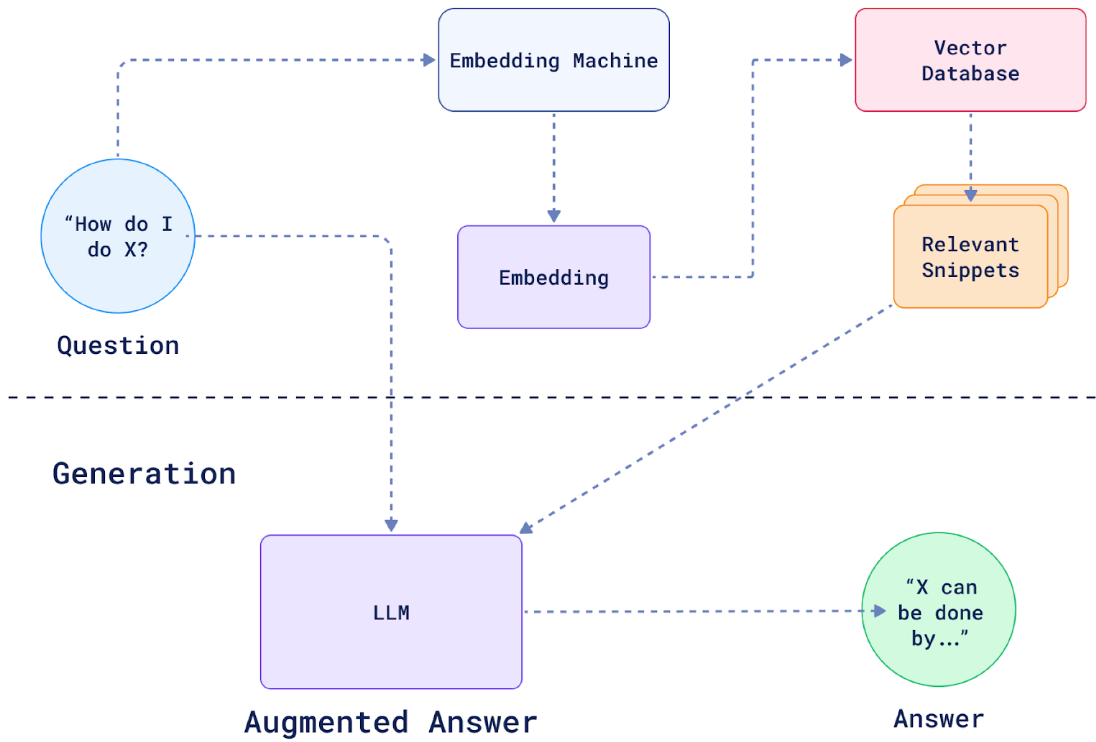 Embedding Machine
Vector
Database
“How do I
do X?
Embedding
Relevant
Snippets
Question
Generation
LLM
“X can
be done
by...”
Augmented Answer
Answer